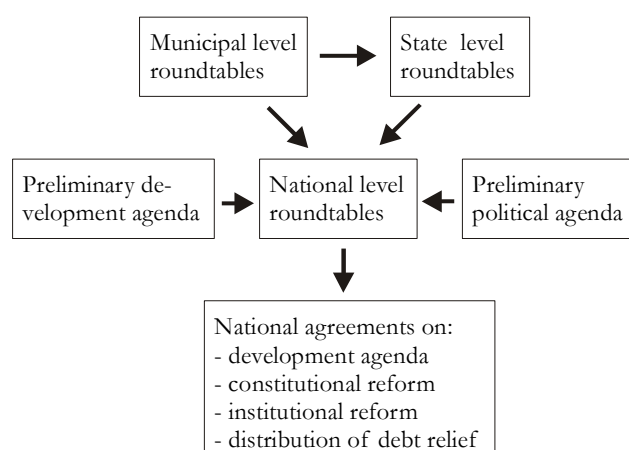 Municipal level
roundtables
State level
roundtables
Preliminary de-
velopment agenda
National level
roundtables
Preliminary
political agenda
National agreements on:
- development agenda
- constitutional reform
- institutional reform
- distribution of debt relief